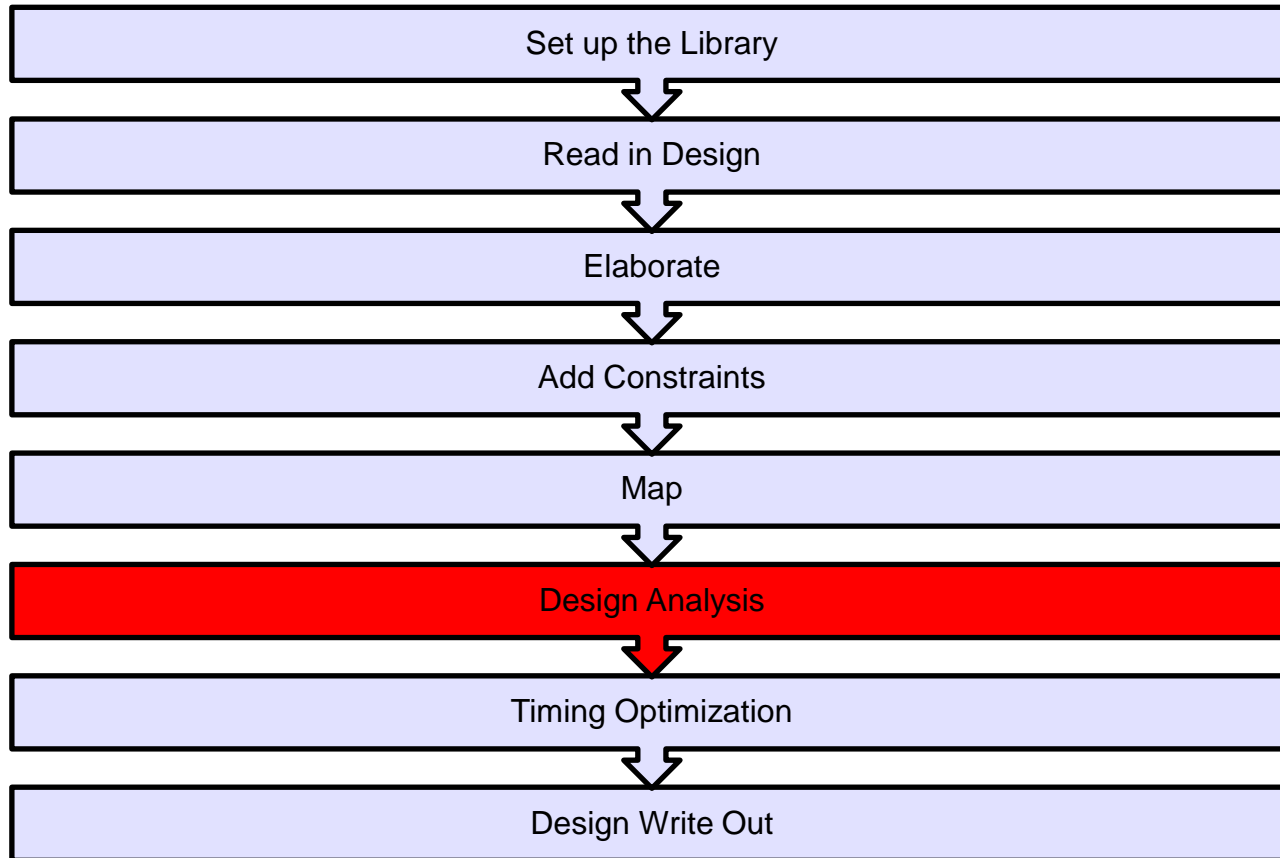 Set up the Library
Read in Design
Elaborate
Add Constraints
Map
Design Analysis
Timing Optimization
Design Write Out